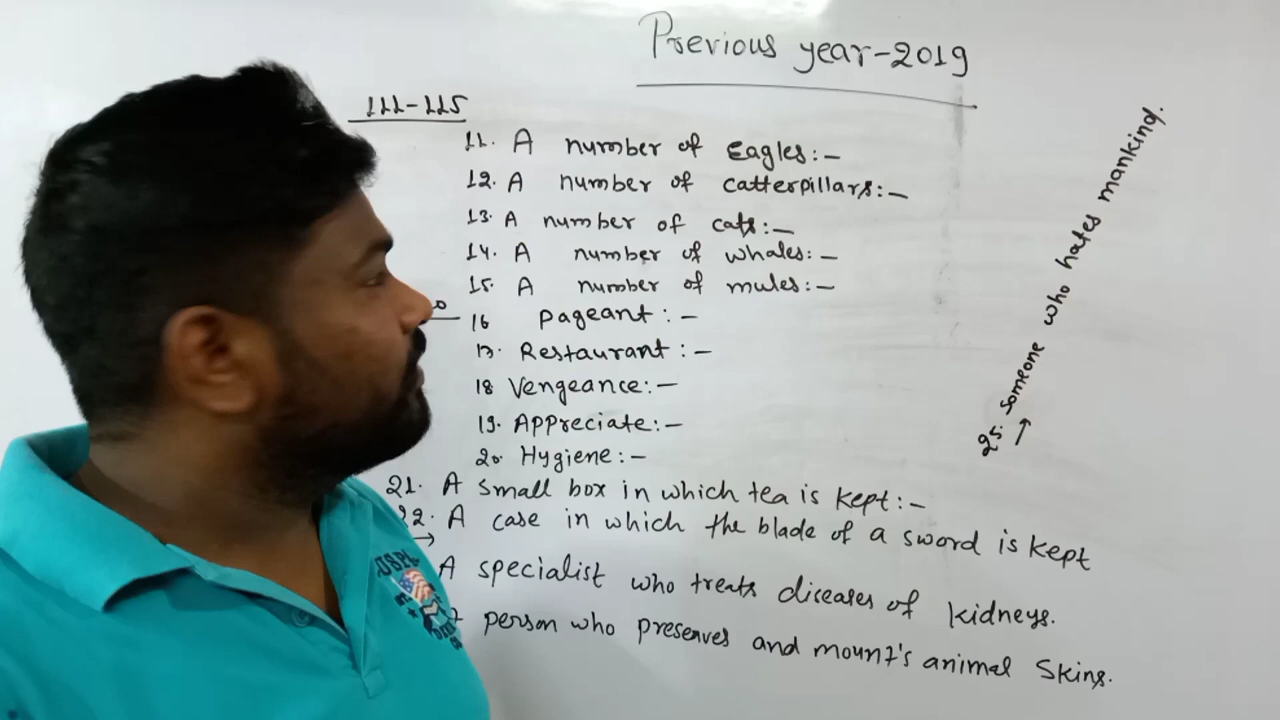 Previous year-2019
111-115
11. A number of Eagles:-
12. A number of catterpillars:-
13. A number of cats:-
14. A number of whales:-
15. A number of mules:-
16 Pageant:-
17. Restaurant:-
18 Vengeance:-
19. Appreciate:-
20. Hygiene:-
21. A small box in which tea is kept:-
22. A case in which the blade of a sword is kept
A specialist who treats diseases of kidneys.
person who preserves and mount's animal skins.
25. Someone who hates mankind.